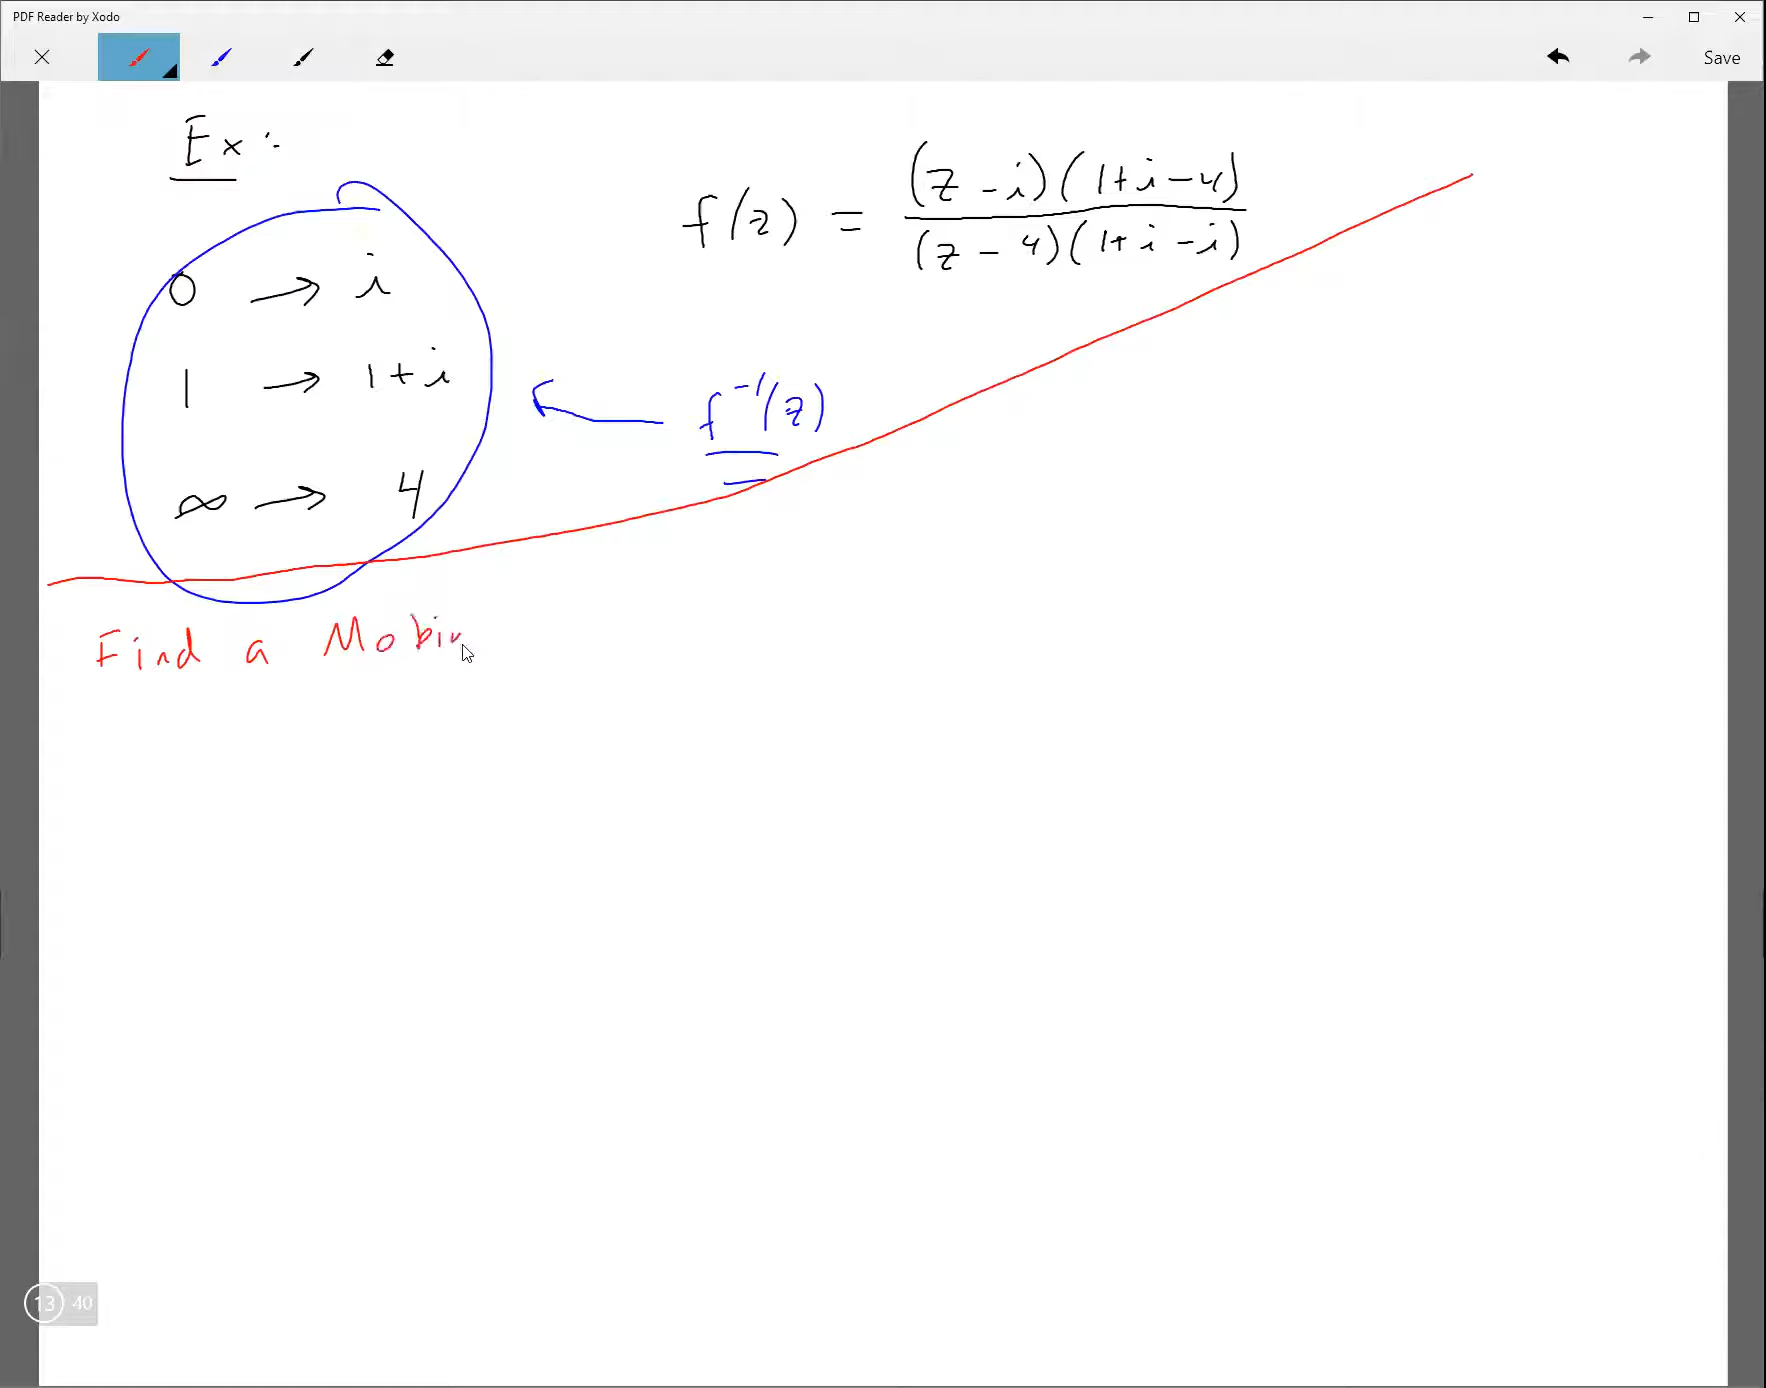 PDF Reader by Xodo
Save
Ex:
f(z) = (z-i)(1+i-4) / (z-4)(1+i-i)
0 → i
1 → 1+i
f⁻¹(z)
∞ → 4
Find a Mobiu
13 40